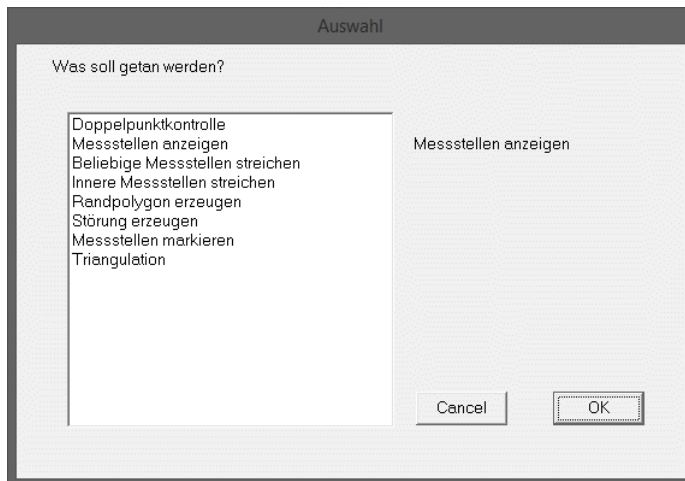 Auswahl
Was soll getan werden?
Doppelpunktkontrolle
Messstellen anzeigen
Beliebige Messstellen streichen
Innere Messstellen streichen
Randpolygon erzeugen
Störung erzeugen
Messstellen markieren
Triangulation
Messstellen anzeigen
Cancel
OK